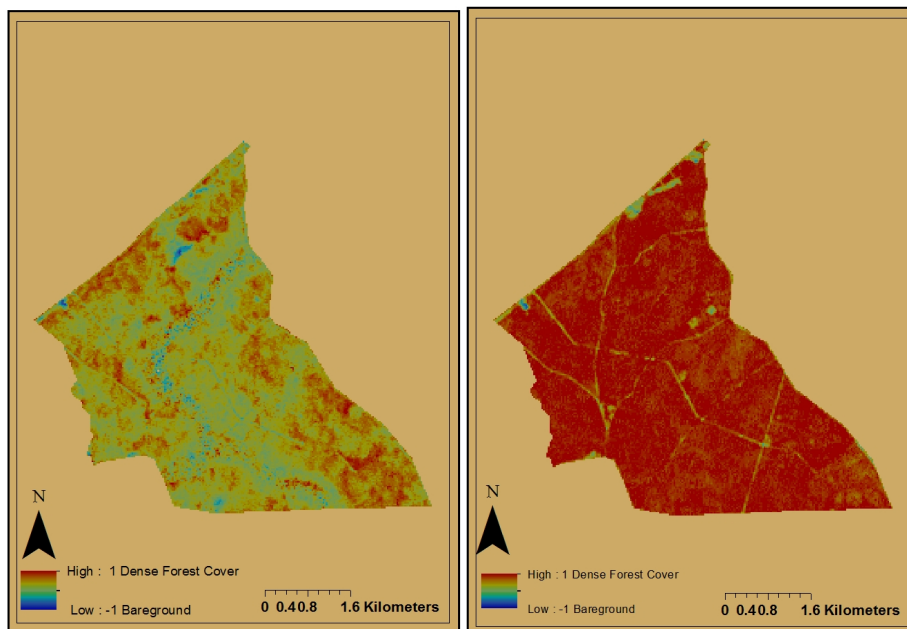 N
High : 1 Dense Forest Cover
Low : -1 Bareground
0 0.40.8 1.6 Kilometers
N
High : 1 Dense Forest Cover
Low : -1 Bareground
0 0.40.8 1.6 Kilometers